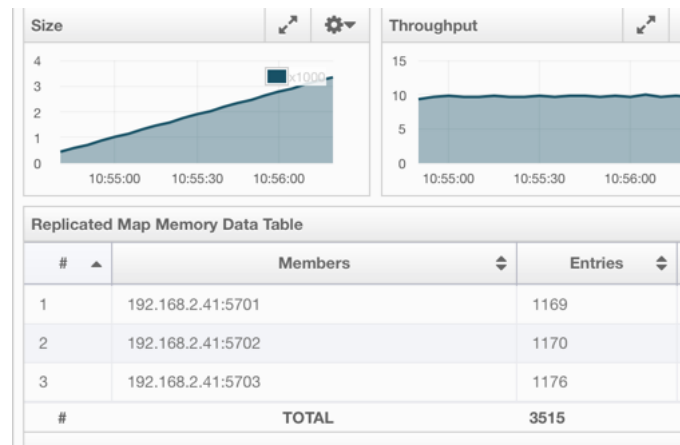 Size
Throughput
4
3
2
1
0
x1000
10:55:00 10:55:30 10:56:00
15
10
5
0
10:55:00 10:55:30 10:56:00
Replicated Map Memory Data Table
# Members Entries
1 192.168.2.41:5701 1169
2 192.168.2.41:5702 1170
3 192.168.2.41:5703 1176
# TOTAL 3515